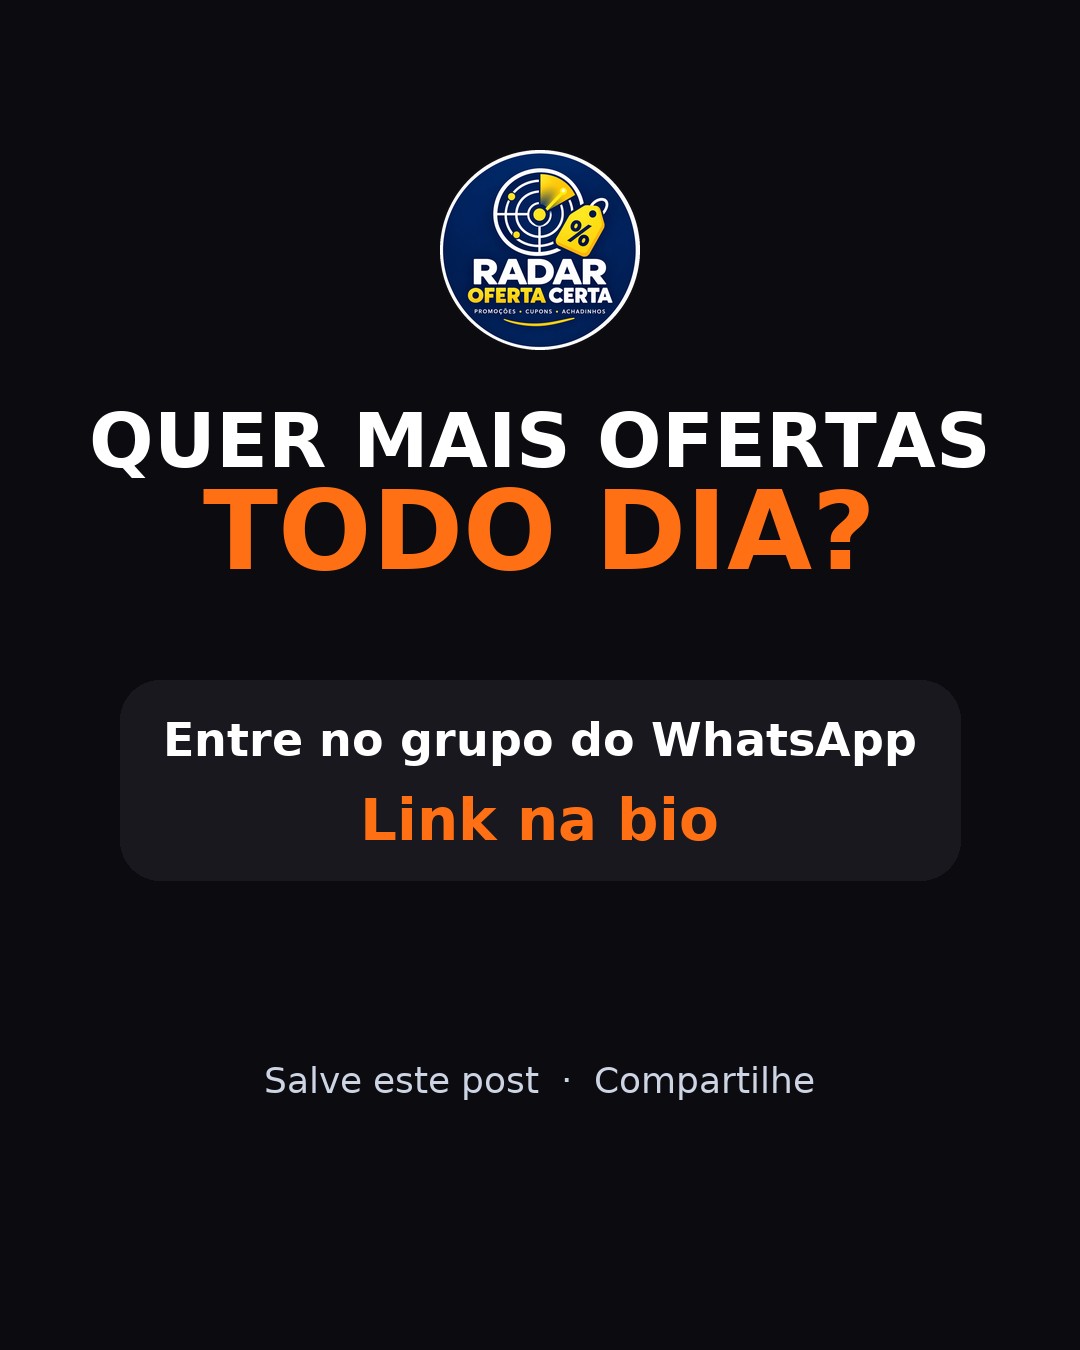 %
RADAR
OFERTA CERTA
PROMOÇÕES • CUPONS • ACHADINHOS
QUER MAIS OFERTAS
TODO DIA?
Entre no grupo do WhatsApp
Link na bio
Salve este post · Compartilhe